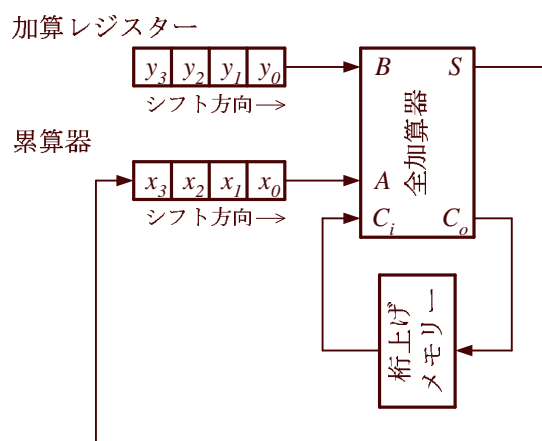 加算レジスター
y3 y2 y1 y0
シフト方向→
累算器
x3 x2 x1 x0
シフト方向→
B S
A
Ci Co
全加算器
桁上げ
メモリー